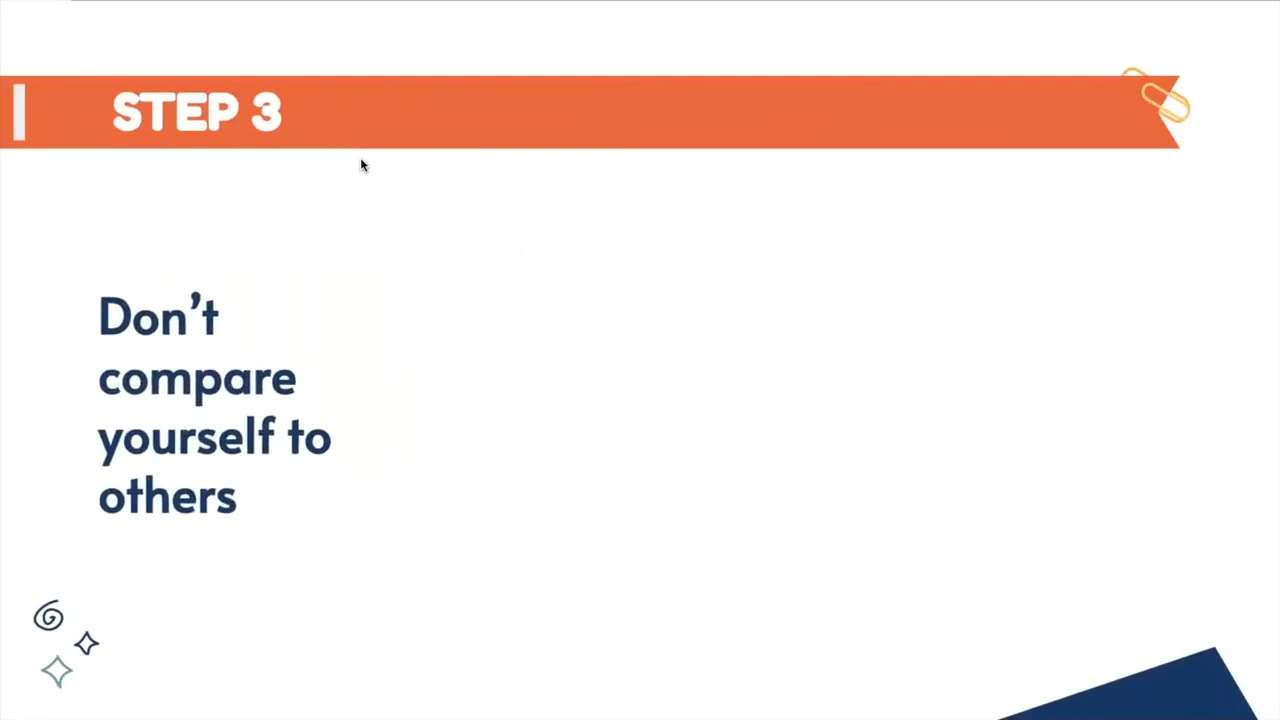 STEP 3
Don’t
compare
yourself to
others